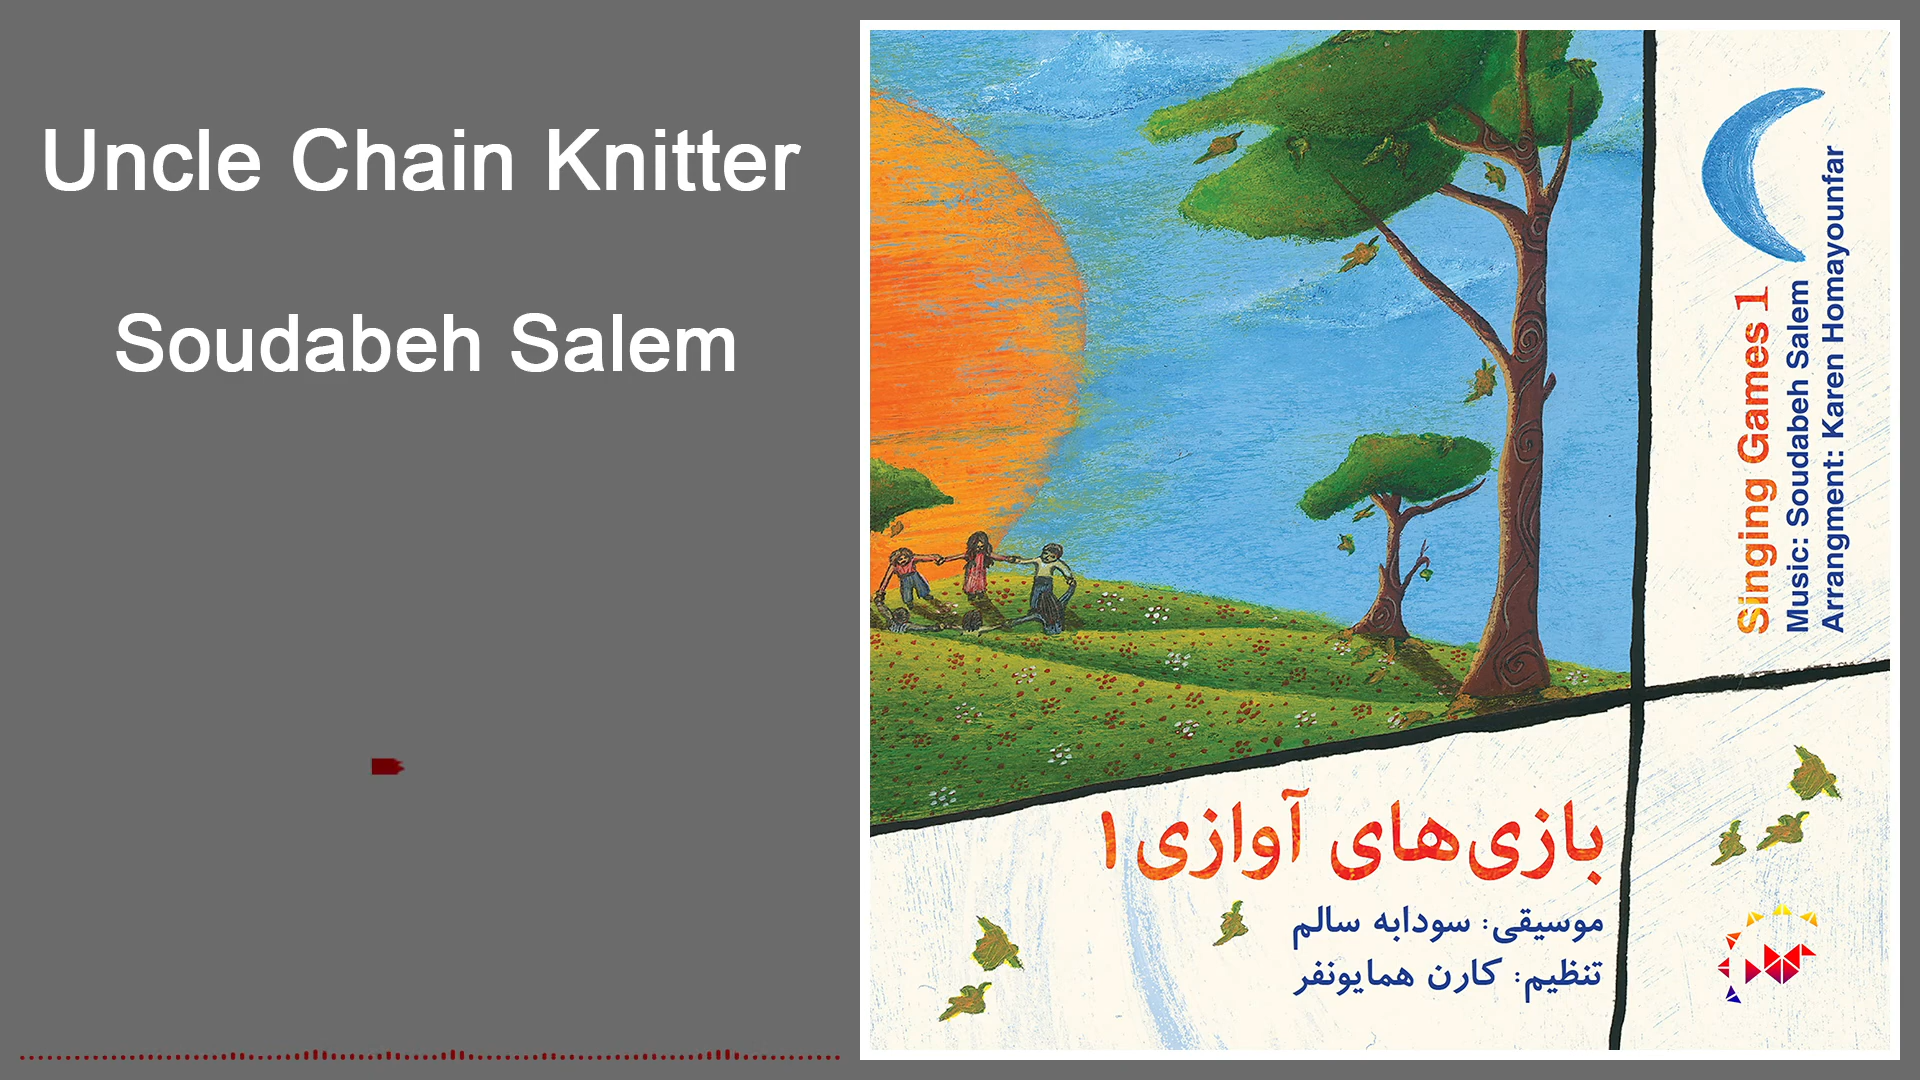 Uncle Chain Knitter
Soudabeh Salem
Singing Games 1
Music: Soudabeh Salem
Arrangment: Karen Homayounfar
بازی‌های آوازی ۱
موسیقی: سودابه سالم
تنظیم: کارن همایونفر